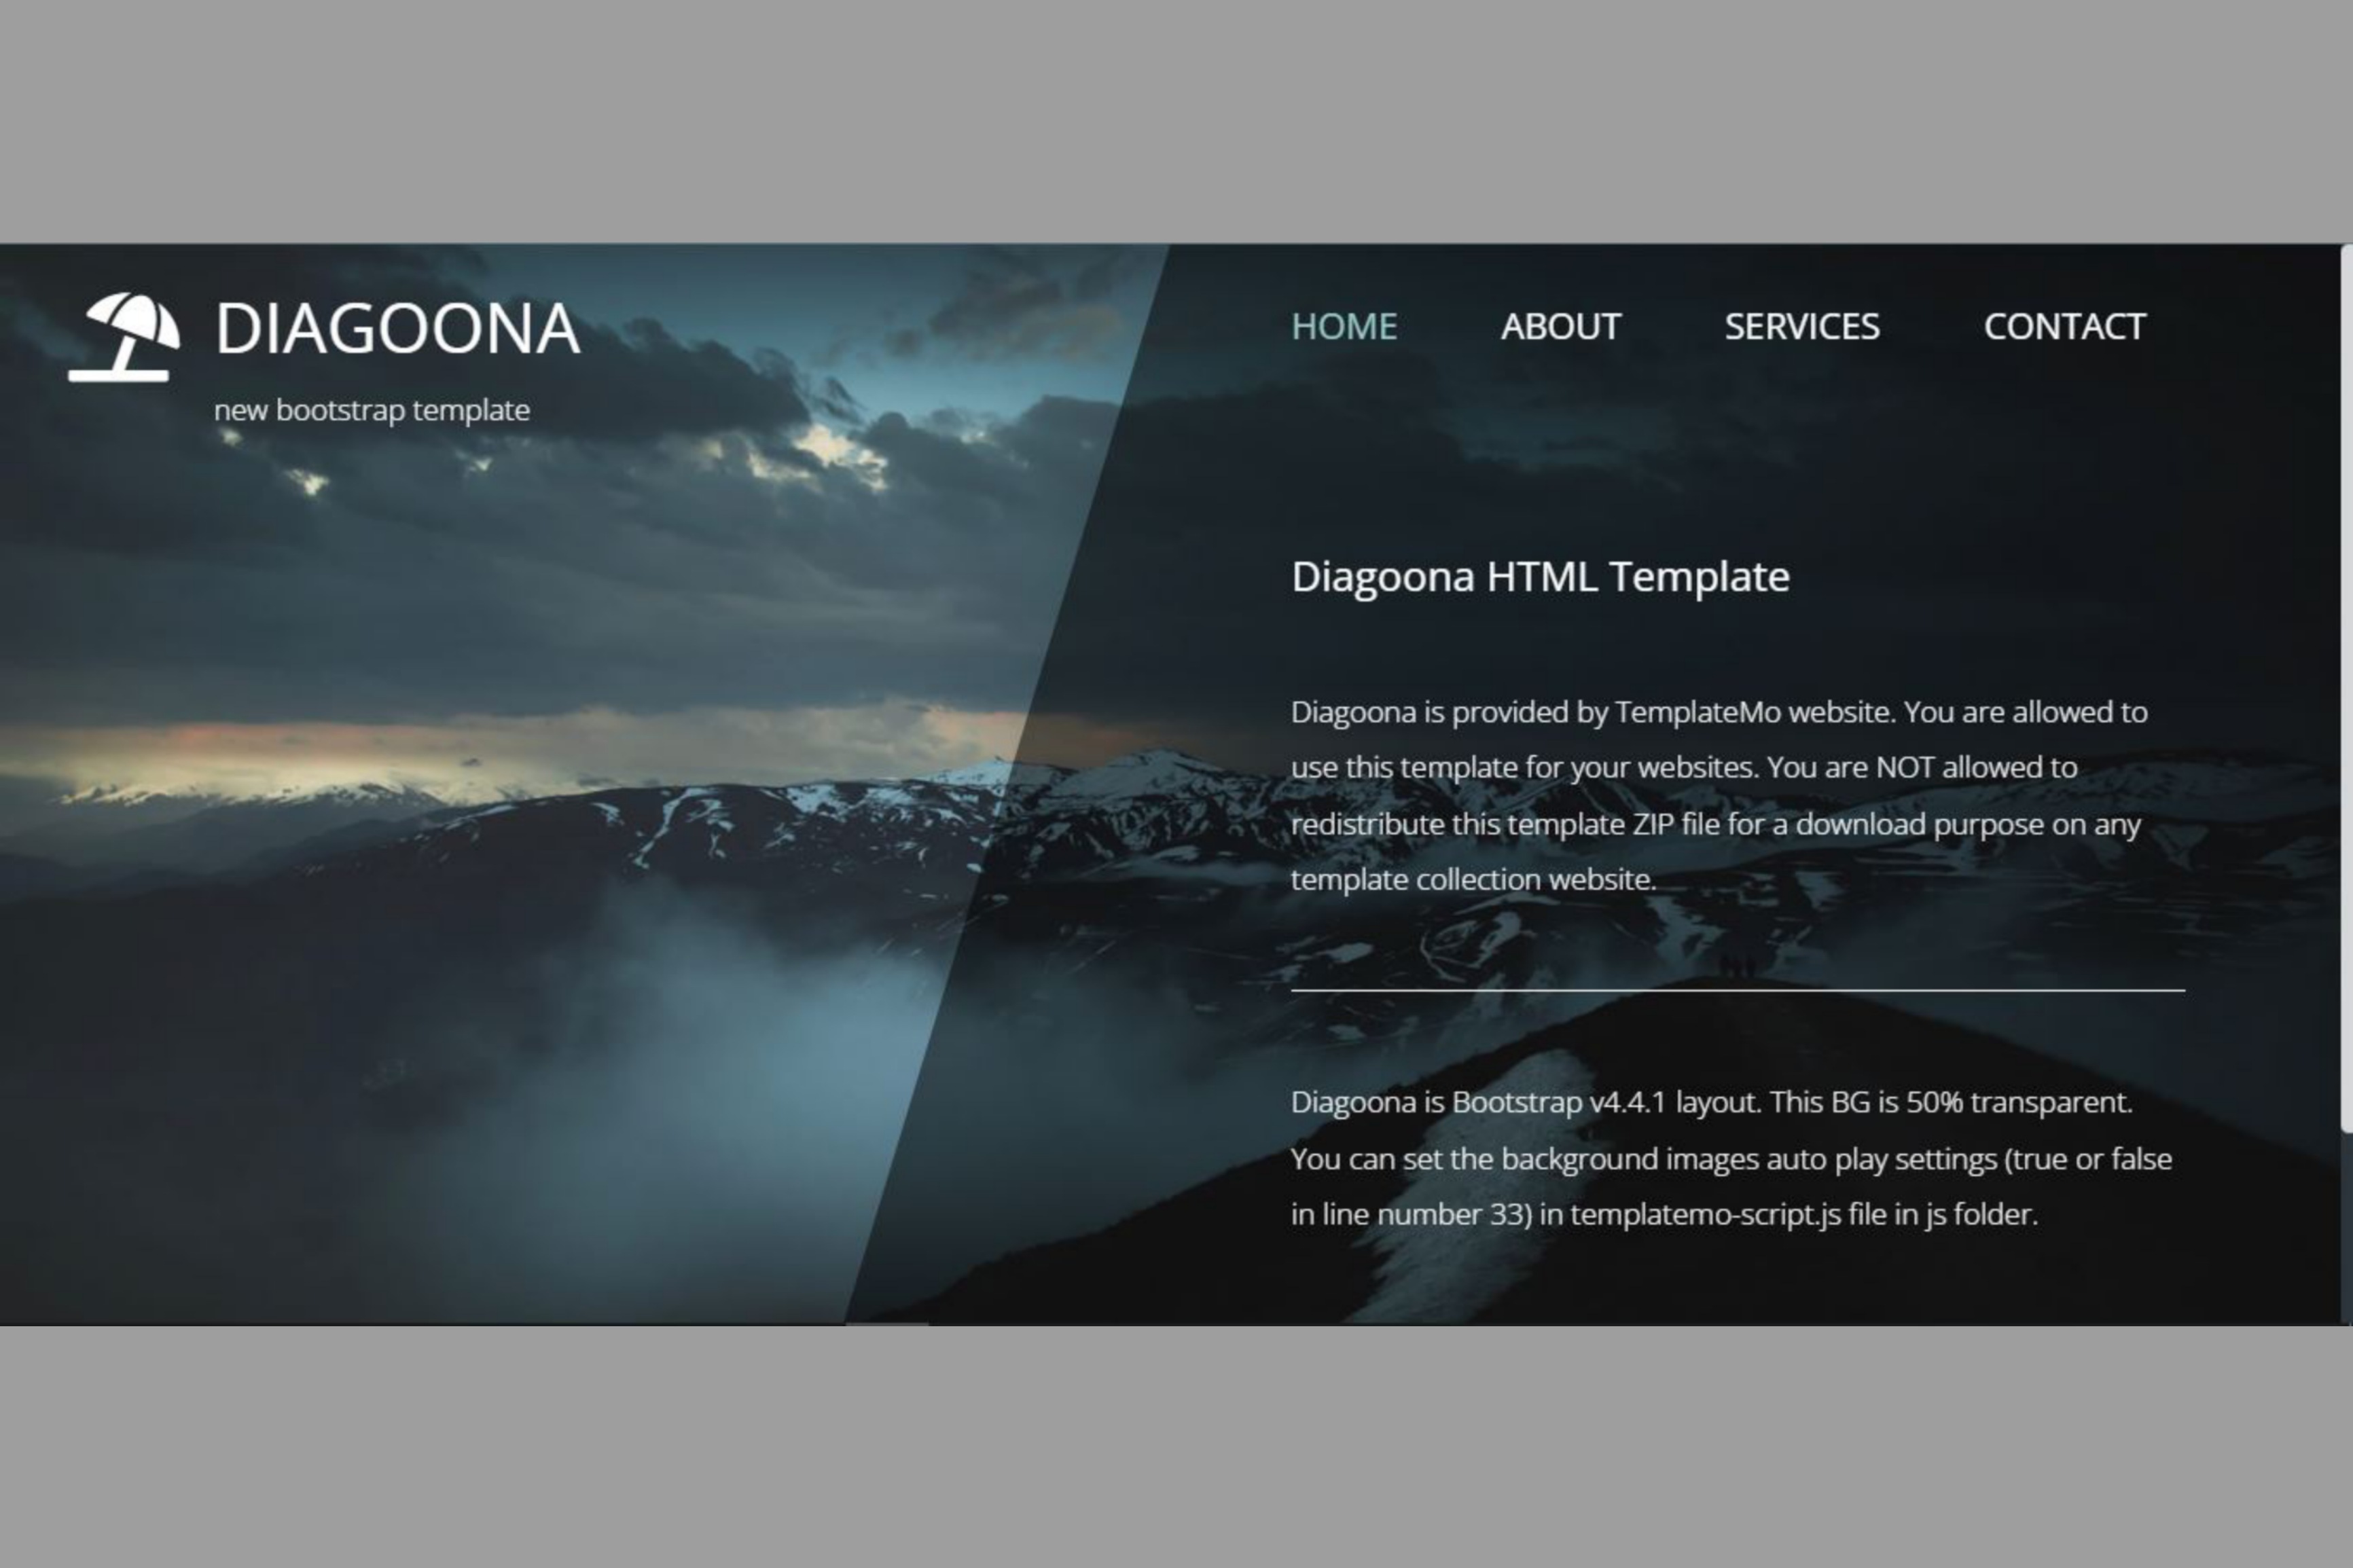 DIAGOONA
new bootstrap template
HOME ABOUT SERVICES CONTACT
Diagoona HTML Template
Diagoona is provided by TemplateMo website. You are allowed to
use this template for your websites. You are NOT allowed to
redistribute this template ZIP file for a download purpose on any
template collection website.
Diagoona is Bootstrap v4.4.1 layout. This BG is 50% transparent.
You can set the background images auto play settings (true or false
in line number 33) in templatemo-script.js file in js folder.